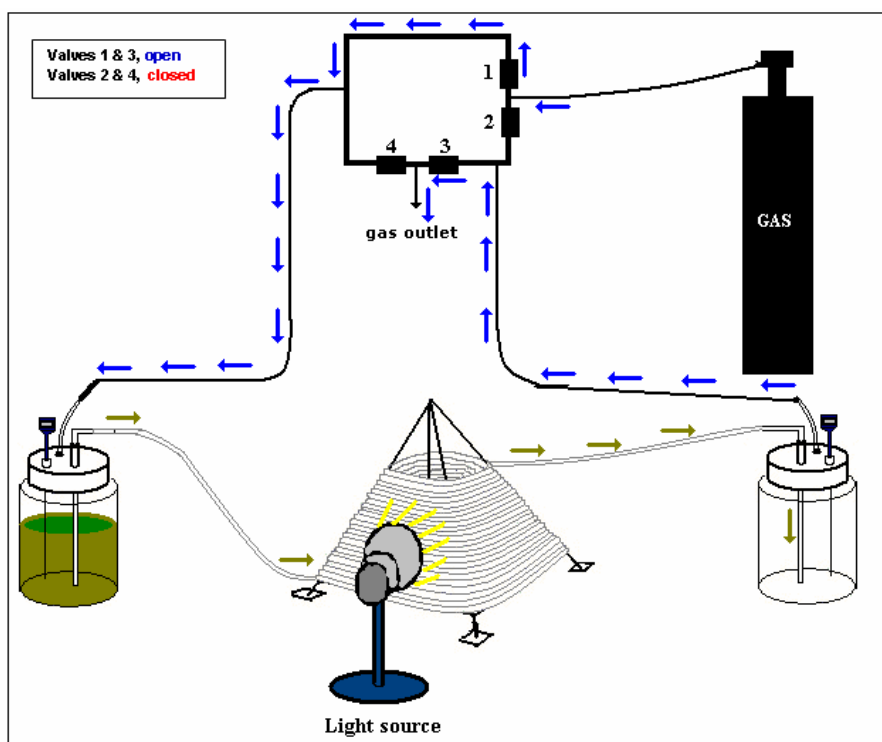 Valves 1 & 3, open
Valves 2 & 4, closed
1
2
4 3
gas outlet
GAS
Light source